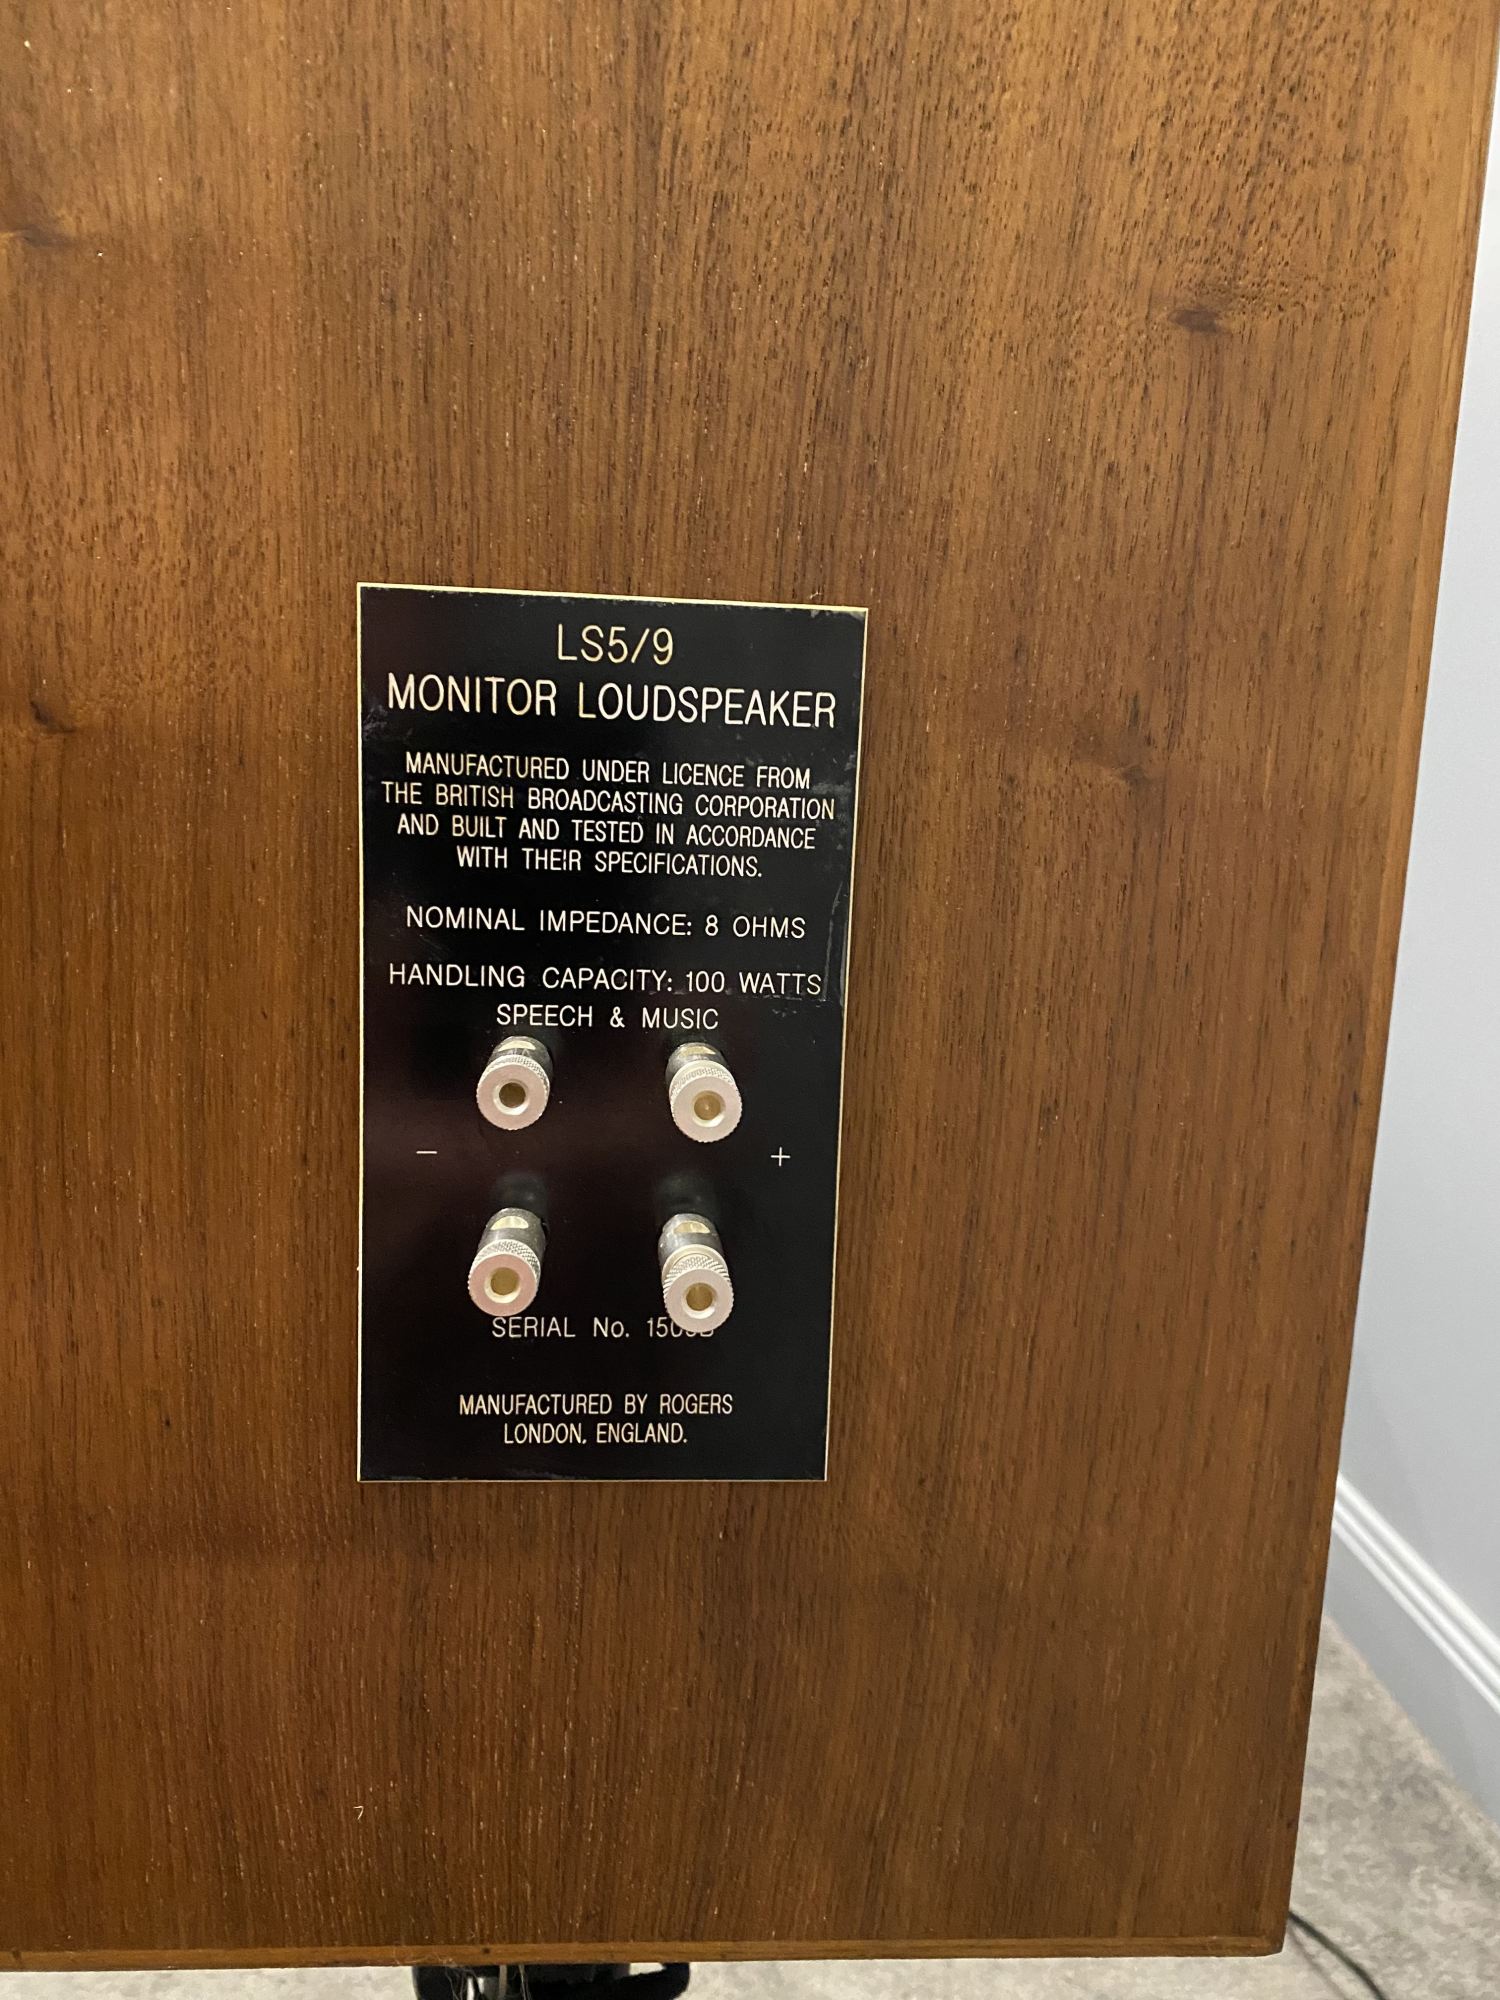 LS5/9
MONITOR LOUDSPEAKER
MANUFACTURED UNDER LICENCE FROM
THE BRITISH BROADCASTING CORPORATION
AND BUILT AND TESTED IN ACCORDANCE
WITH THEIR SPECIFICATIONS.
NOMINAL IMPEDANCE: 8 OHMS
HANDLING CAPACITY: 100 WATTS
SPEECH & MUSIC
− +
SERIAL No.
MANUFACTURED BY ROGERS
LONDON, ENGLAND.